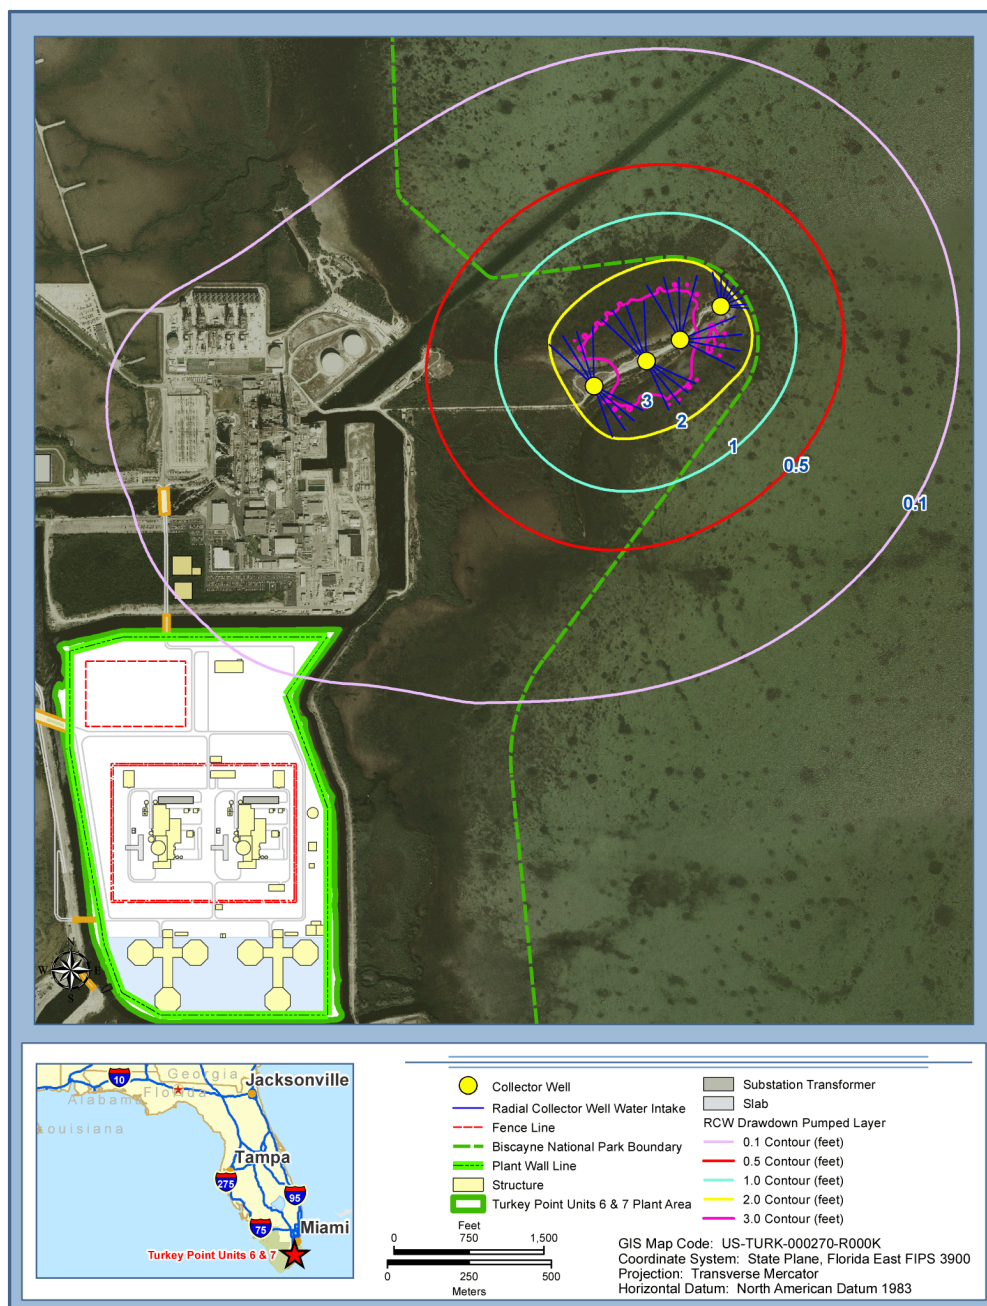 3
2
1
0.5
0.1
N
W
E
S
Georgia
10
Jacksonville
Alabama
Florida
ouisiana
Tampa
275
95
75
Miami
Turkey Point Units 6 & 7
Collector Well
Radial Collector Well Water Intake
Fence Line
Biscayne National Park Boundary
Plant Wall Line
Structure
Turkey Point Units 6 & 7 Plant Area
Feet
0 750 1,500
0 250 500
Meters
Substation Transformer
Slab
RCW Drawdown Pumped Layer
0.1 Contour (feet)
0.5 Contour (feet)
1.0 Contour (feet)
2.0 Contour (feet)
3.0 Contour (feet)
GIS Map Code: US-TURK-000270-R000K
Coordinate System: State Plane, Florida East FIPS 3900
Projection: Transverse Mercator
Horizontal Datum: North American Datum 1983